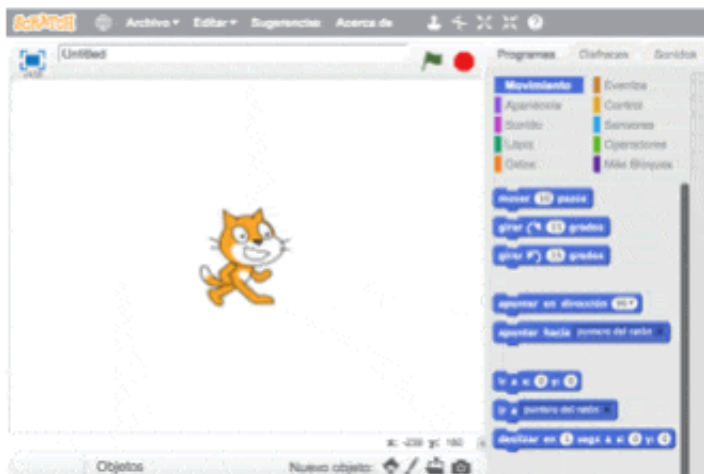 SCRATCH Archivo Editar Sugerencias Acerca de
Untitled
Programas Disfraces Sonidos
Movimiento Eventos
Apariencia Control
Sonido Sensores
Lápiz Operadores
Datos Más Bloques
mover 10 pasos
girar 15 grados
girar 15 grados
apuntar en dirección 90
apuntar hacia puntero del ratón
ir a x: 0 y: 0
ir a puntero del ratón
deslizar en 1 segs a x: 0 y: 0
x: -239 y: 180
Objetos Nuevo objeto: